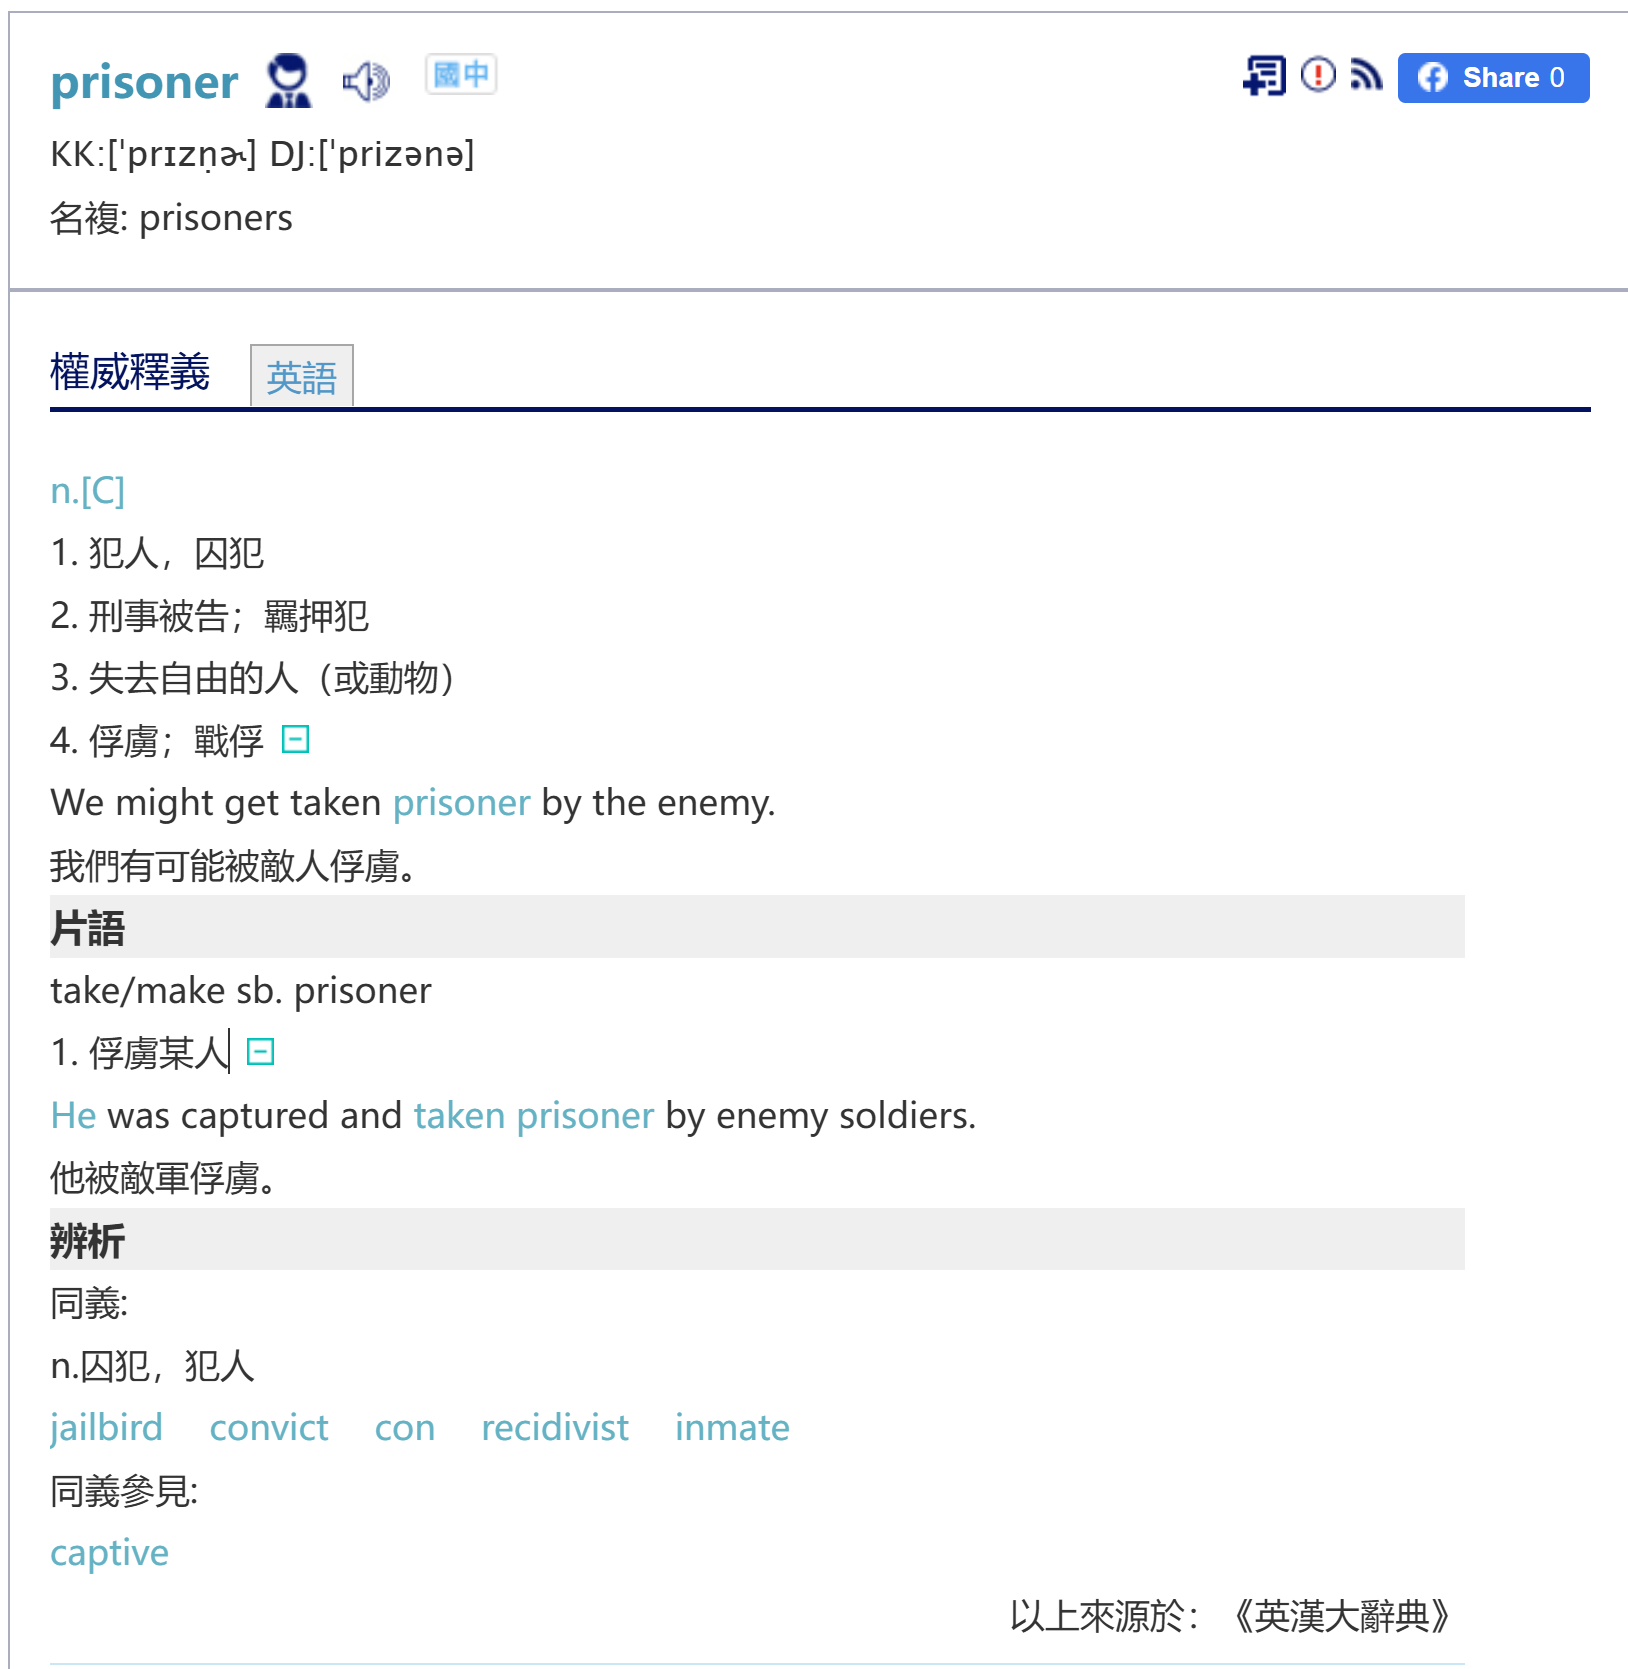 prisoner 國中 Share 0
KK:[ˈprɪzṇɚ] DJ:[ˈprizənə]
名複: prisoners
權威釋義 英語
n.[C]
1. 犯人，囚犯
2. 刑事被告；羈押犯
3. 失去自由的人（或動物）
4. 俘虜；戰俘
We might get taken prisoner by the enemy.
我們有可能被敵人俘虜。
片語
take/make sb. prisoner
1. 俘虜某人
He was captured and taken prisoner by enemy soldiers.
他被敵軍俘虜。
辨析
同義:
n.囚犯，犯人
jailbird convict con recidivist inmate
同義參見:
captive
以上來源於：《英漢大辭典》